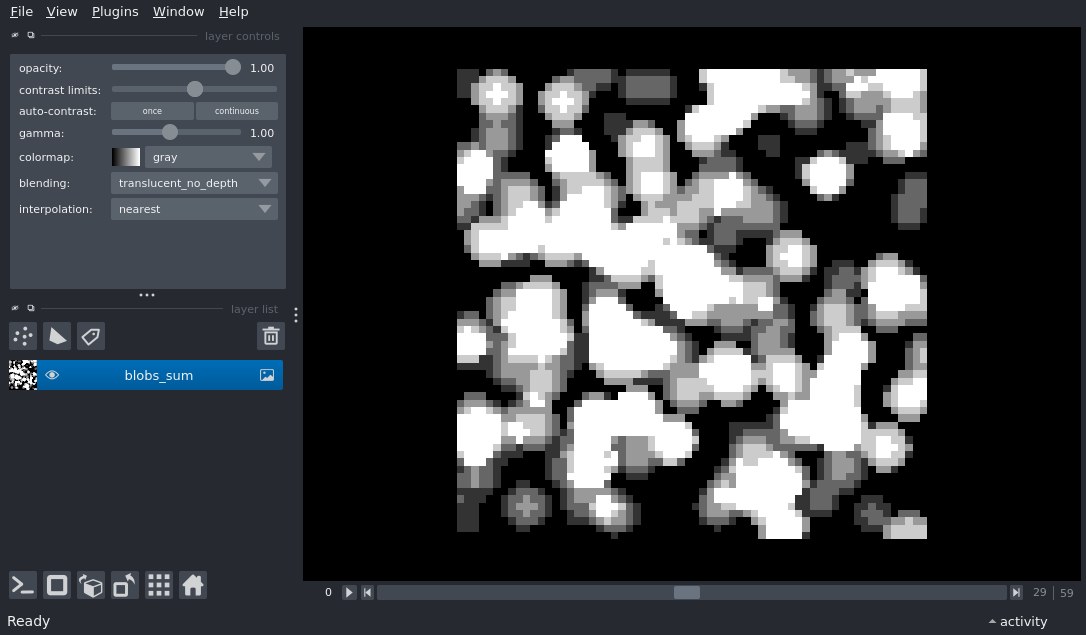 File View Plugins Window Help
layer controls
opacity: 1.00
contrast limits:
auto-contrast: once continuous
gamma: 1.00
colormap: gray
blending: translucent_no_depth
interpolation: nearest
layer list
blobs_sum
0 29 59
Ready activity